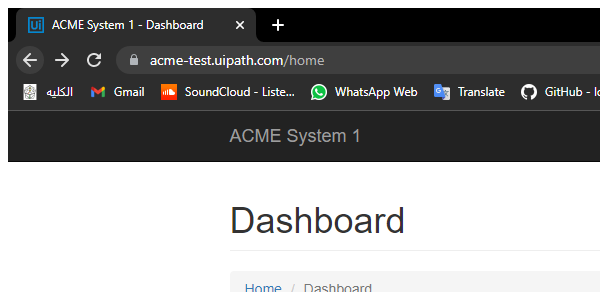 Ui ACME System 1 - Dashboard
acme-test.uipath.com/home
الكليه Gmail SoundCloud - Liste... WhatsApp Web Translate GitHub -
ACME System 1
Dashboard
Home / Dashboard